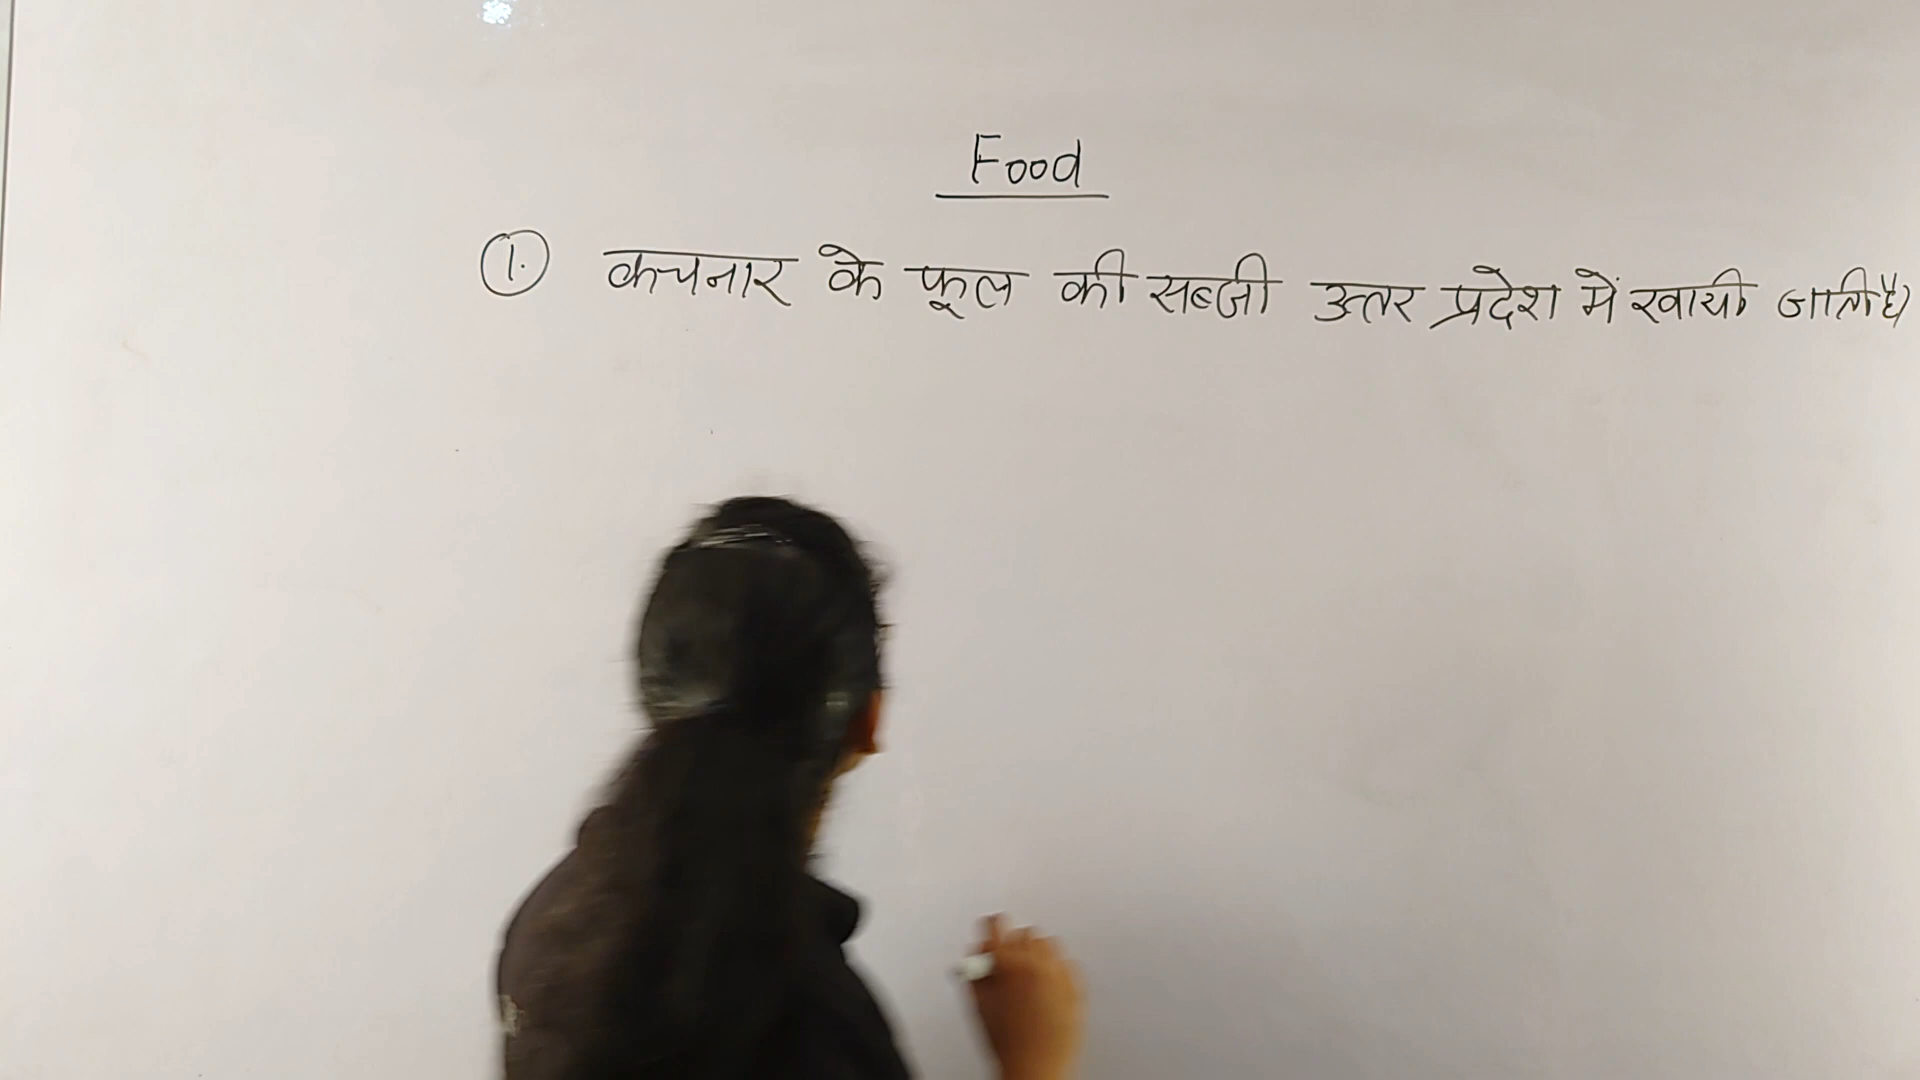 Food
1. कचनार के फूल की सब्जी उत्तर प्रदेश में खायी जाती है।